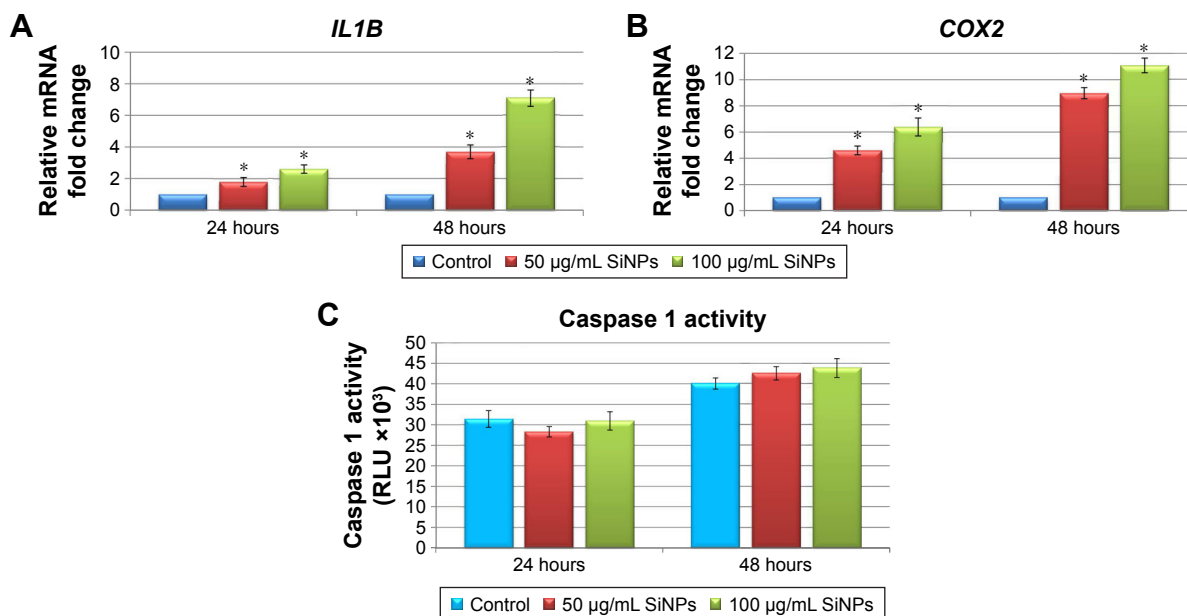 A
IL1B
Relative mRNA
fold change
10
8
6
4
2
0
*
*
*
*
24 hours
48 hours
B
COX2
Relative mRNA
fold change
12
10
8
6
4
2
0
*
*
*
*
24 hours
48 hours
Control 50 µg/mL SiNPs 100 µg/mL SiNPs
C
Caspase 1 activity
Caspase 1 activity
(RLU ×10³)
50
45
40
35
30
25
20
15
10
5
0
24 hours
48 hours
Control 50 µg/mL SiNPs 100 µg/mL SiNPs